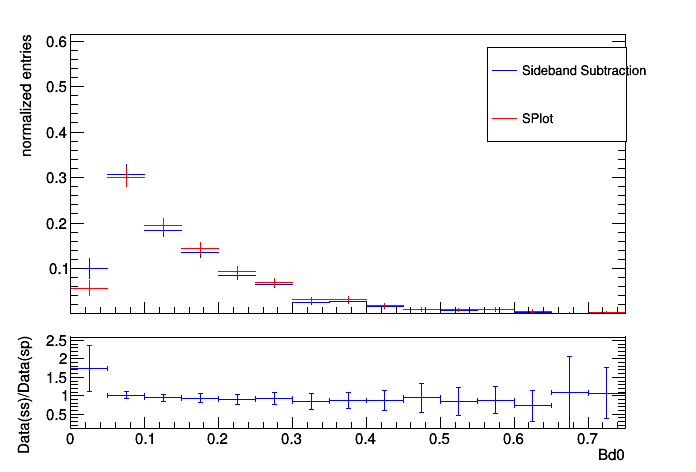 normalized entries
0.6
0.5
0.4
0.3
0.2
0.1
Sideband Subtraction
SPlot
Data(ss)/Data(sp)
2.5
2
1.5
1
0.5
0 0.1 0.2 0.3 0.4 0.5 0.6 0.7
Bd0